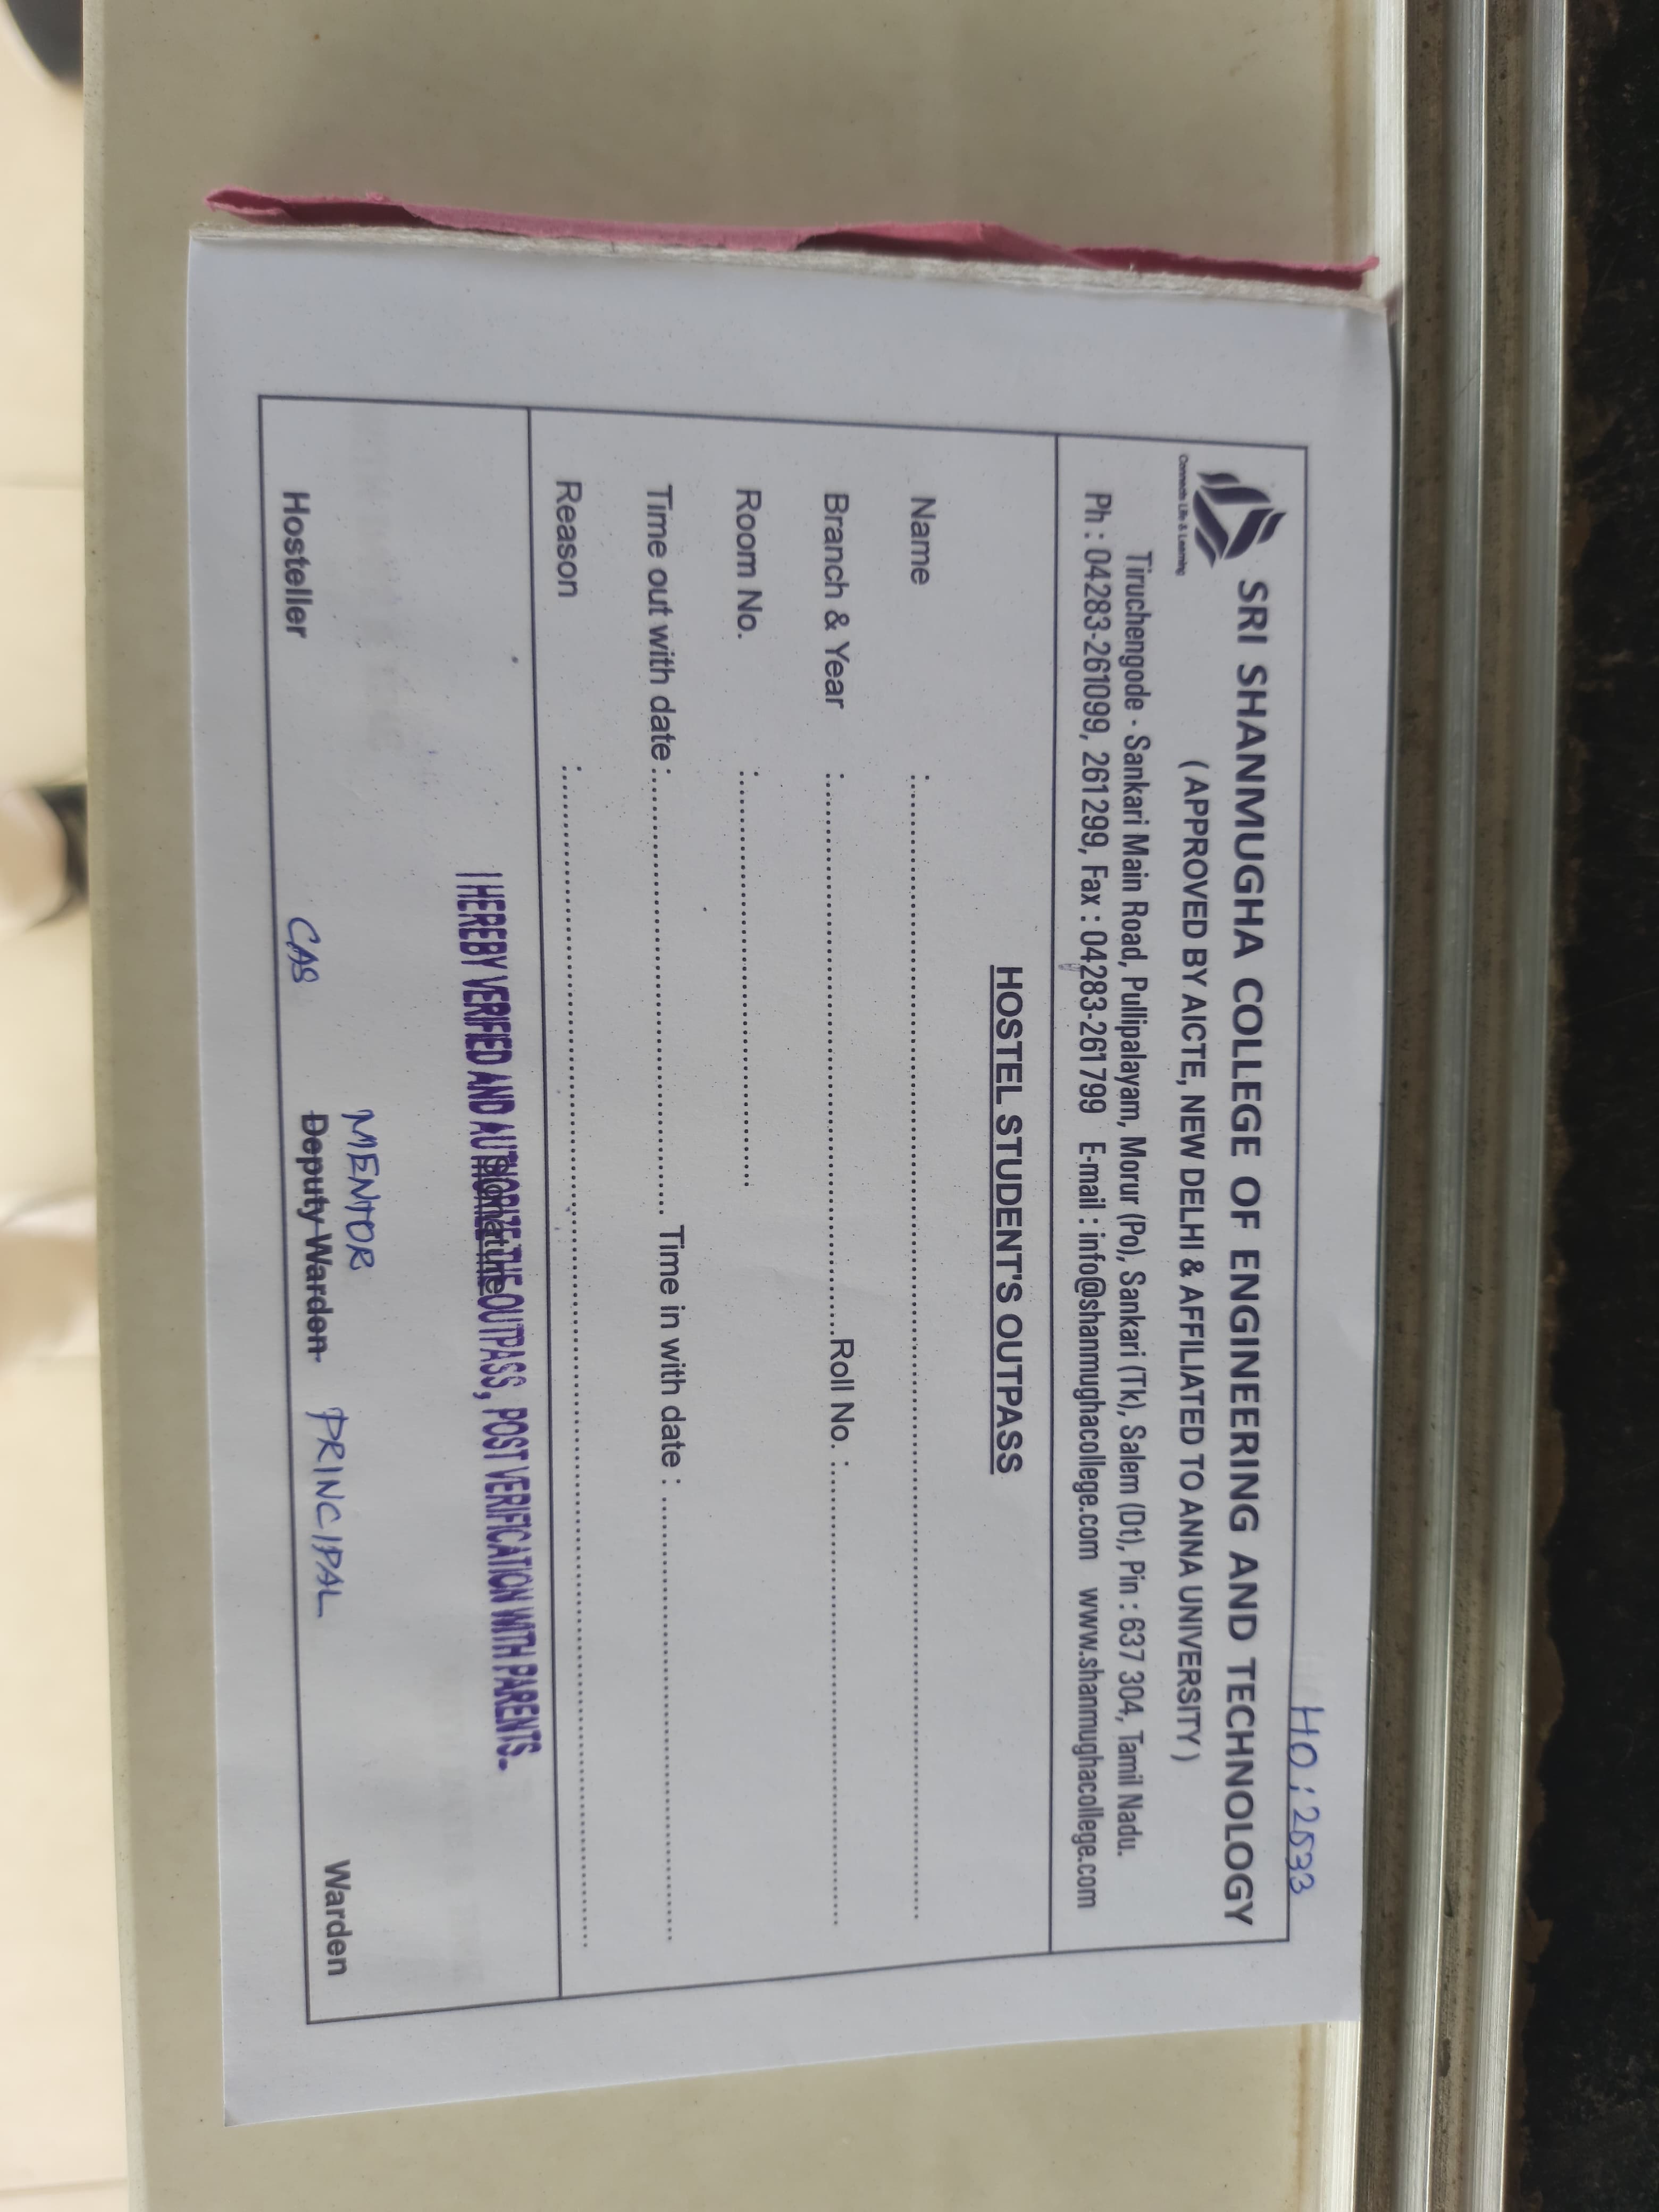 HO : 2533
SRI SHANMUGHA COLLEGE OF ENGINEERING AND TECHNOLOGY
Connects Life & Learning
( APPROVED BY AICTE, NEW DELHI & AFFILIATED TO ANNA UNIVERSITY )
Tiruchengode - Sankari Main Road, Pullipalayam, Morur (Po), Sankari (Tk), Salem (Dt), Pin : 637 304, Tamil Nadu.
Ph : 04283-261099, 261299, Fax : 04283-261799 E-mail : info@shanmughacollege.com www.shanmughacollege.com
HOSTEL STUDENT'S OUTPASS
Name :
Branch & Year : Roll No. :
Room No. :
Time out with date : Time in with date :
Reason :
I HEREBY VERIFIED AND AUTHORIZE THE OUTPASS, POST VERIFICATION WITH PARENTS.
Signature
MENTOR
Hosteller CAS Deputy Warden PRINCIPAL Warden